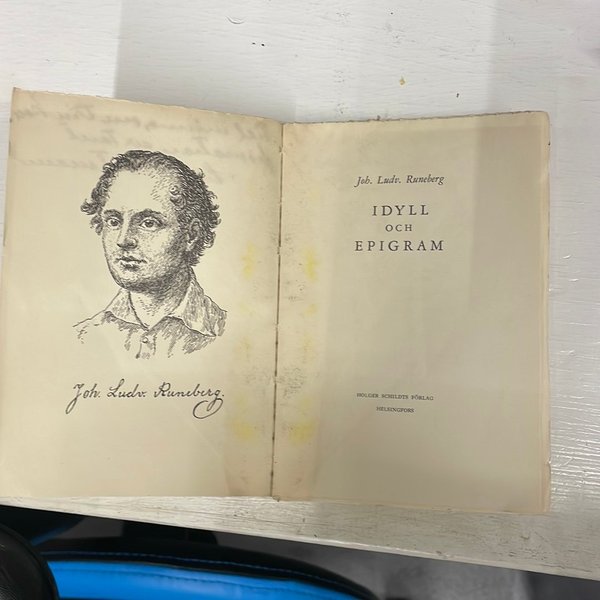 Joh. Ludv. Runeberg.
Joh. Ludv. Runeberg
IDYLL
OCH
EPIGRAM
HOLGER SCHILDTS FÖRLAG
HELSINGFORS